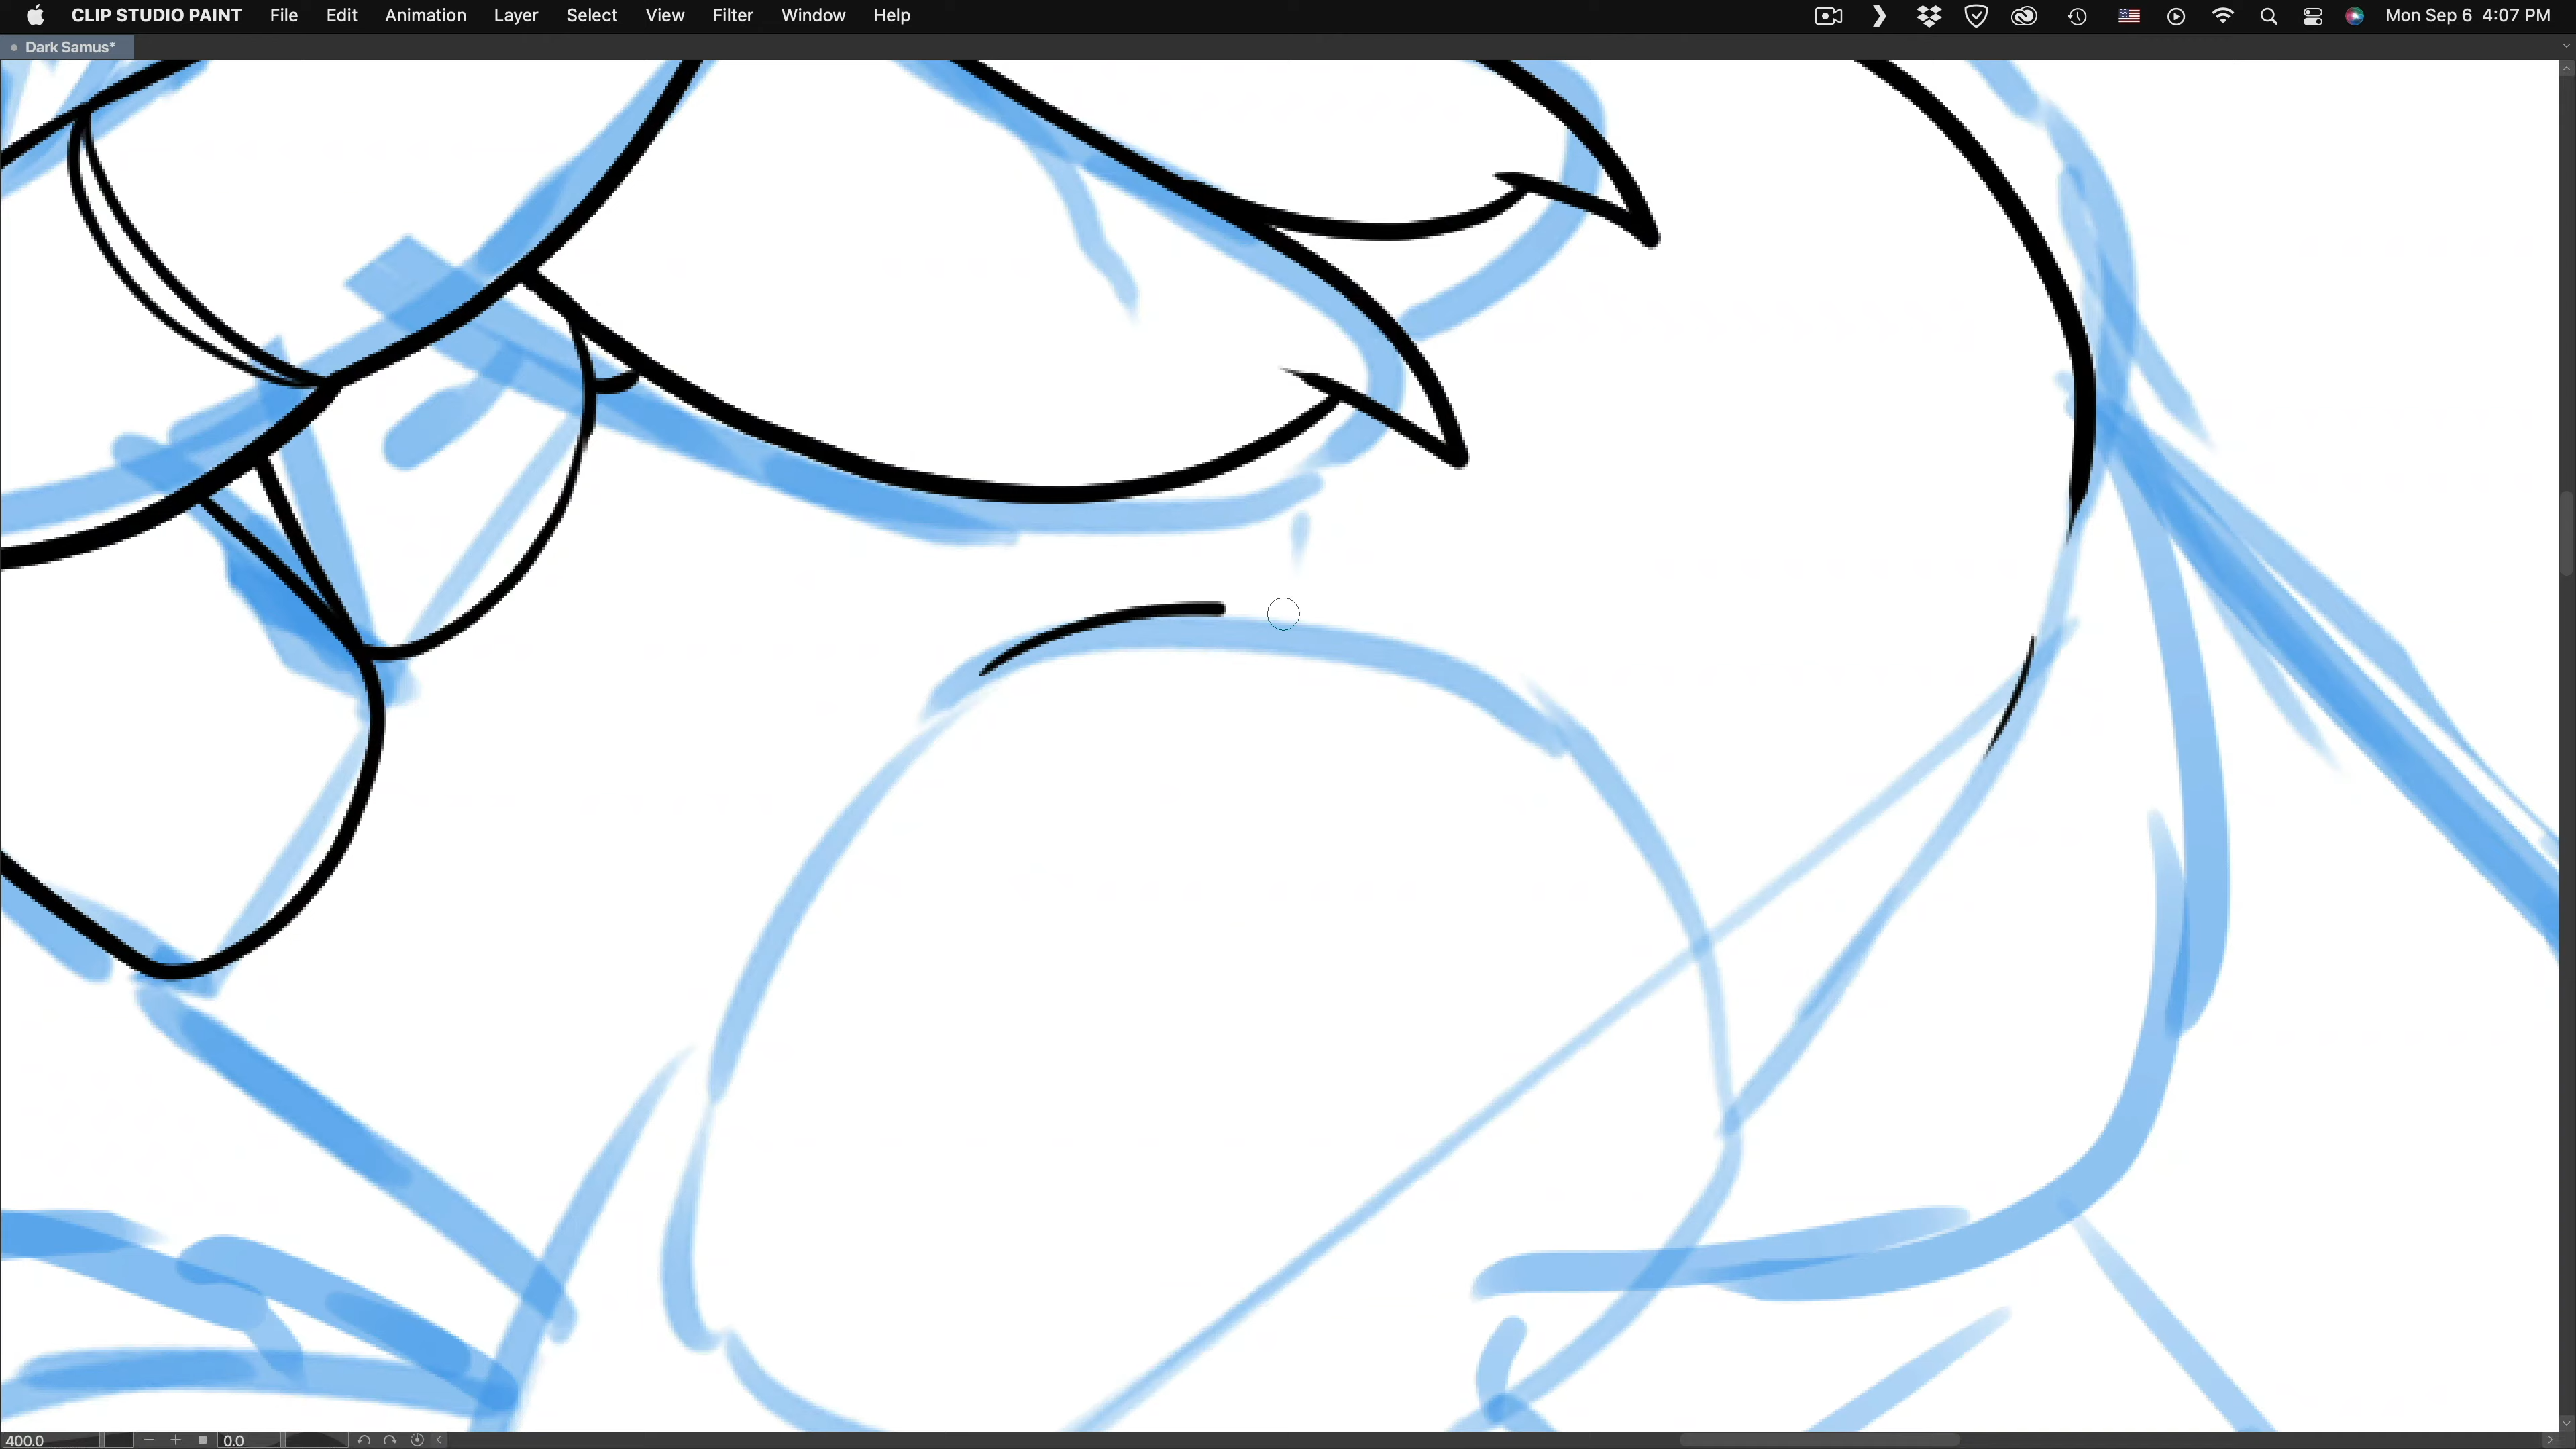 CLIP STUDIO PAINT File Edit Animation Layer Select View Filter Window Help Mon Sep 6 4:07 PM
Dark Samus*
400.0 0.0